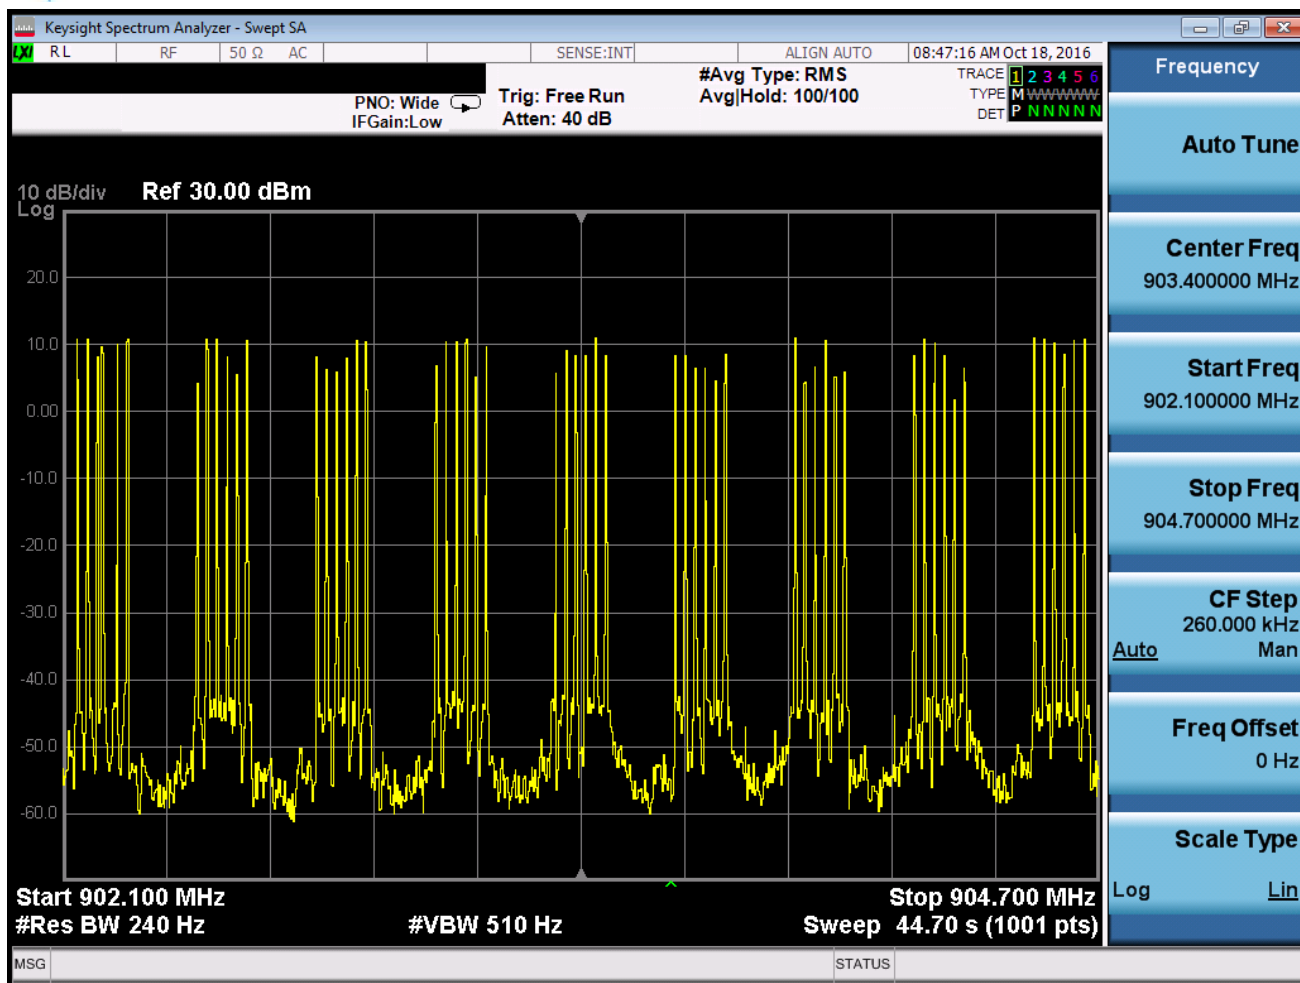 Keysight Spectrum Analyzer - Swept SA
LXI RL RF 50 Ω AC SENSE:INT ALIGN AUTO 08:47:16 AM Oct 18, 2016
#Avg Type: RMS
Avg|Hold: 100/100
TRACE 1 2 3 4 5 6
TYPE M WWWWW
DET P N N N N N
PNO: Wide
IFGain:Low
Trig: Free Run
Atten: 40 dB
10 dB/div
Log
Ref 30.00 dBm
20.0
10.0
0.00
-10.0
-20.0
-30.0
-40.0
-50.0
-60.0
Start 902.100 MHz
Stop 904.700 MHz
#Res BW 240 Hz
#VBW 510 Hz
Sweep 44.70 s (1001 pts)
MSG
STATUS
Frequency
Auto Tune
Center Freq
903.400000 MHz
Start Freq
902.100000 MHz
Stop Freq
904.700000 MHz
CF Step
260.000 kHz
Auto Man
Freq Offset
0 Hz
Scale Type
Log Lin